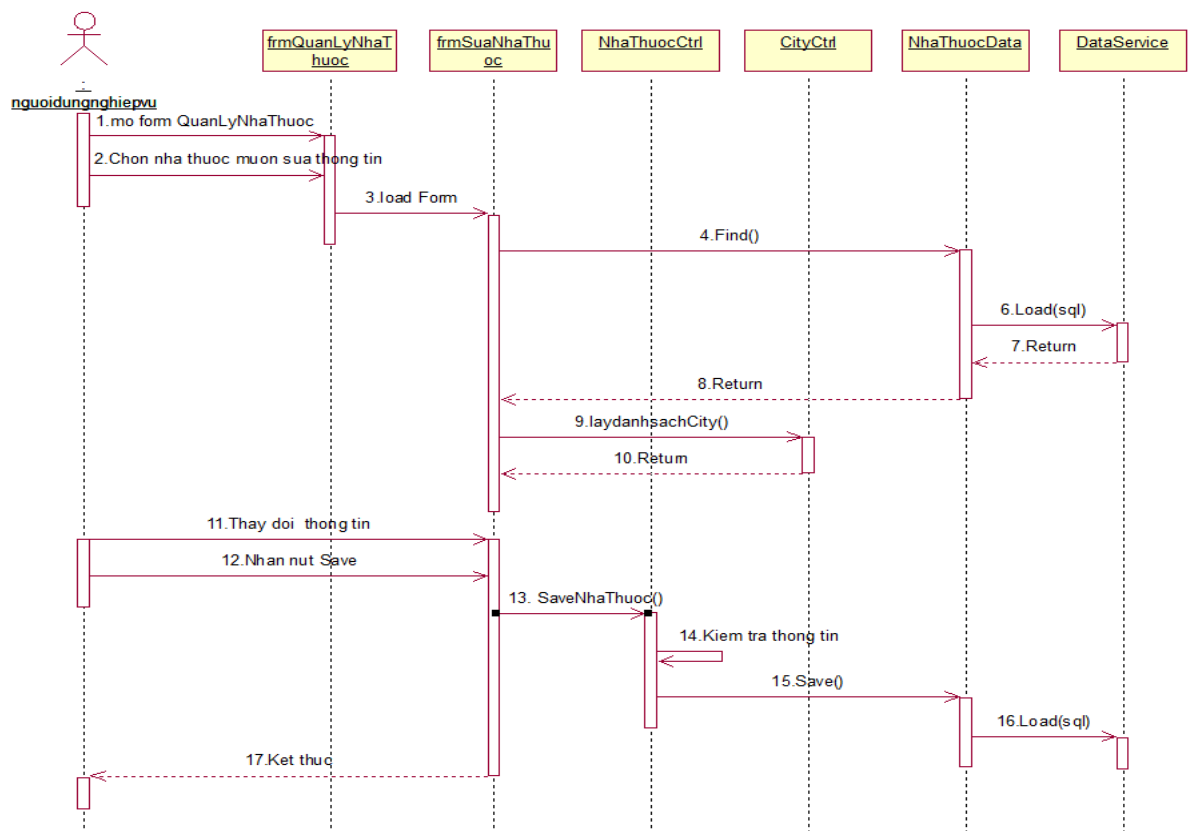 frmQuanLyNhaT
huoc
frmSuaNhaThu
oc
NhaThuocCtrl
CityCtrl
NhaThuocData
DataService
:
nguoidungnghiepvu
1.mo form QuanLyNhaThuoc
2.Chon nha thuoc muon sua thong tin
3.load Form
4.Find()
6.Load(sql)
7.Return
8.Return
9.laydanhsachCity()
10.Return
11.Thay doi thong tin
12.Nhan nut Save
13. SaveNhaThuoc()
14.Kiem tra thong tin
15.Save()
16.Load(sql)
17.Ket thuc